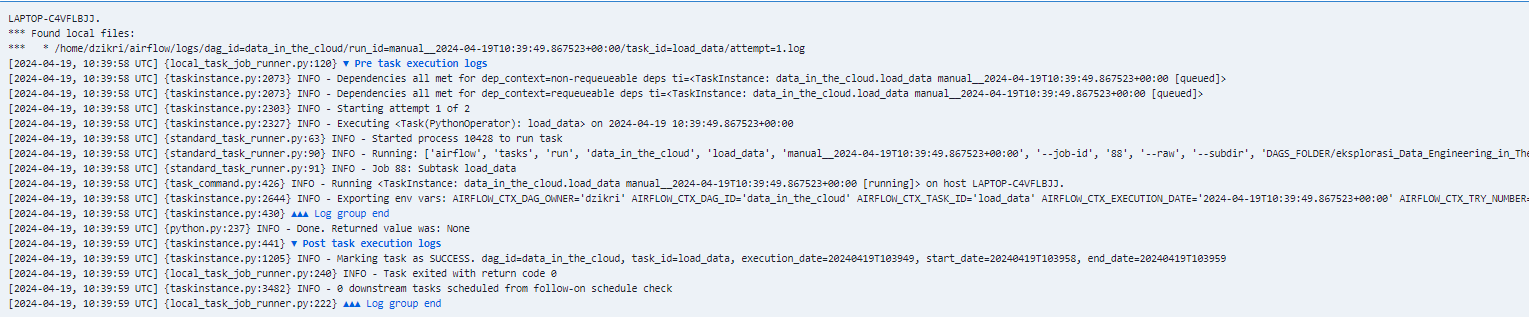 LAPTOP-C4VFLBJJ.
*** Found local files:
***   * /home/dzikri/airflow/logs/dag_id=data_in_the_cloud/run_id=manual__2024-04-19T10:39:49.867523+00:00/task_id=load_data/attempt=1.log
[2024-04-19, 10:39:58 UTC] {local_task_job_runner.py:120} ▼ Pre task execution logs
[2024-04-19, 10:39:58 UTC] {taskinstance.py:2073} INFO - Dependencies all met for dep_context=non-requeueable deps ti=<TaskInstance: data_in_the_cloud.load_data manual__2024-04-19T10:39:49.867523+00:00 [queued]>
[2024-04-19, 10:39:58 UTC] {taskinstance.py:2073} INFO - Dependencies all met for dep_context=requeueable deps ti=<TaskInstance: data_in_the_cloud.load_data manual__2024-04-19T10:39:49.867523+00:00 [queued]>
[2024-04-19, 10:39:58 UTC] {taskinstance.py:2303} INFO - Starting attempt 1 of 2
[2024-04-19, 10:39:58 UTC] {taskinstance.py:2327} INFO - Executing <Task(PythonOperator): load_data> on 2024-04-19 10:39:49.867523+00:00
[2024-04-19, 10:39:58 UTC] {standard_task_runner.py:63} INFO - Started process 10428 to run task
[2024-04-19, 10:39:58 UTC] {standard_task_runner.py:90} INFO - Running: ['airflow', 'tasks', 'run', 'data_in_the_cloud', 'load_data', 'manual__2024-04-19T10:39:49.867523+00:00', '--job-id', '88', '--raw', '--subdir', 'DAGS_FOLDER/eksplorasi_Data_Engineering_in_The
[2024-04-19, 10:39:58 UTC] {standard_task_runner.py:91} INFO - Job 88: Subtask load_data
[2024-04-19, 10:39:58 UTC] {task_command.py:426} INFO - Running <TaskInstance: data_in_the_cloud.load_data manual__2024-04-19T10:39:49.867523+00:00 [running]> on host LAPTOP-C4VFLBJJ.
[2024-04-19, 10:39:58 UTC] {taskinstance.py:2644} INFO - Exporting env vars: AIRFLOW_CTX_DAG_OWNER='dzikri' AIRFLOW_CTX_DAG_ID='data_in_the_cloud' AIRFLOW_CTX_TASK_ID='load_data' AIRFLOW_CTX_EXECUTION_DATE='2024-04-19T10:39:49.867523+00:00' AIRFLOW_CTX_TRY_NUMBER=
[2024-04-19, 10:39:58 UTC] {taskinstance.py:430} ▲▲▲ Log group end
[2024-04-19, 10:39:59 UTC] {python.py:237} INFO - Done. Returned value was: None
[2024-04-19, 10:39:59 UTC] {taskinstance.py:441} ▼ Post task execution logs
[2024-04-19, 10:39:59 UTC] {taskinstance.py:1205} INFO - Marking task as SUCCESS. dag_id=data_in_the_cloud, task_id=load_data, execution_date=20240419T103949, start_date=20240419T103958, end_date=20240419T103959
[2024-04-19, 10:39:59 UTC] {local_task_job_runner.py:240} INFO - Task exited with return code 0
[2024-04-19, 10:39:59 UTC] {taskinstance.py:3482} INFO - 0 downstream tasks scheduled from follow-on schedule check
[2024-04-19, 10:39:59 UTC] {local_task_job_runner.py:222} ▲▲▲ Log group end